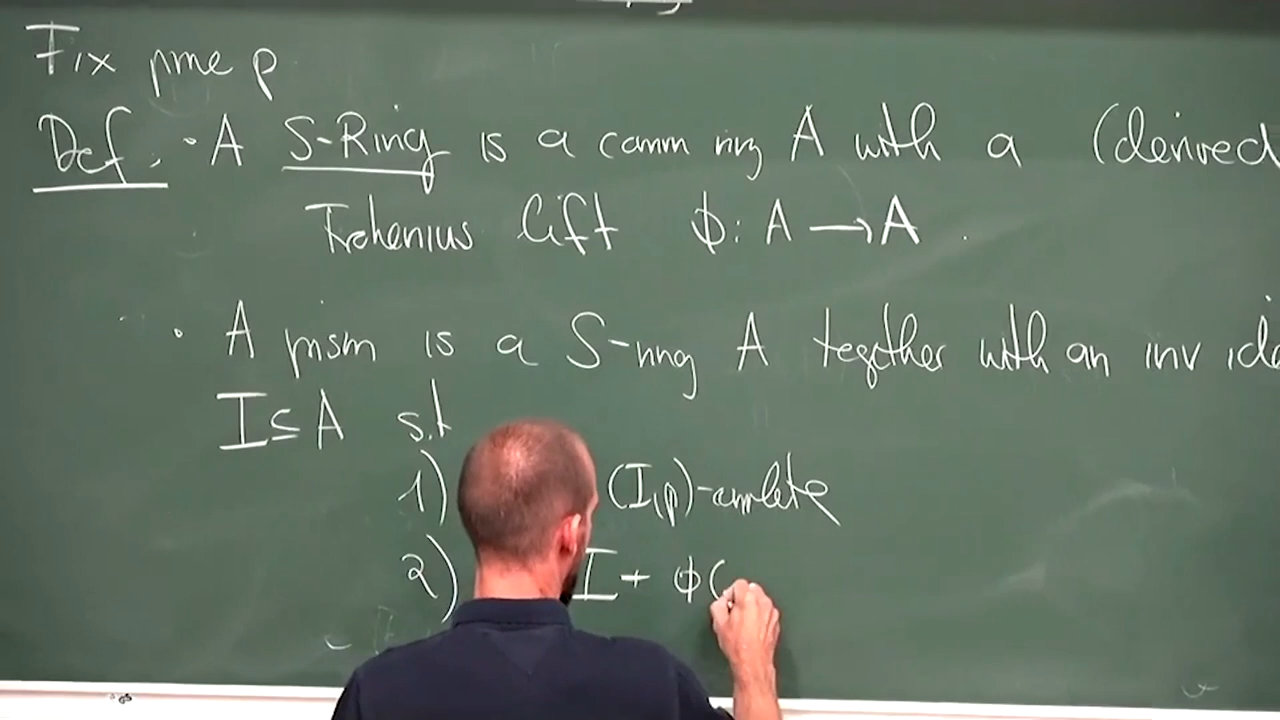 Fix prime p
Def: • A δ-Ring is a comm ring A with a (derived
Frobenius lift ϕ: A → A .
• A prism is a δ-ring A together with an inv ide
I ⊆ A s.t
1) (I,p)-complete
2) I + ϕ(